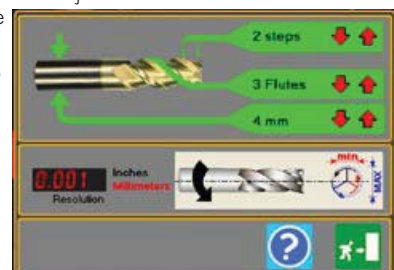 2 steps
3 Flutes
4 mm
0.001
Inches
Millimeters
Resolution
min.
MAX
?